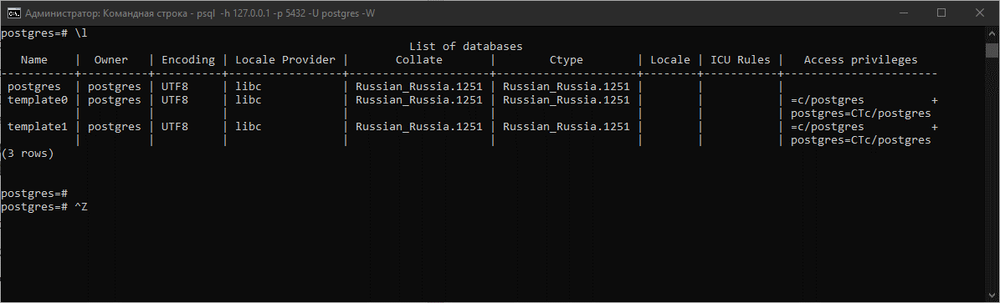 Администратор: Командная строка - psql -h 127.0.0.1 -p 5432 -U postgres -W
postgres=# \l
List of databases
Name | Owner | Encoding | Locale Provider | Collate | Ctype | Locale | ICU Rules | Access privileges
-----------+----------+----------+-----------------+---------------------+---------------------+--------+-----------+-----------------------
postgres | postgres | UTF8 | libc | Russian_Russia.1251 | Russian_Russia.1251 | | |
template0 | postgres | UTF8 | libc | Russian_Russia.1251 | Russian_Russia.1251 | | | =c/postgres +
| | | | | | | | postgres=CTc/postgres
template1 | postgres | UTF8 | libc | Russian_Russia.1251 | Russian_Russia.1251 | | | =c/postgres +
| | | | | | | | postgres=CTc/postgres
(3 rows)
postgres=#
postgres=# ^Z